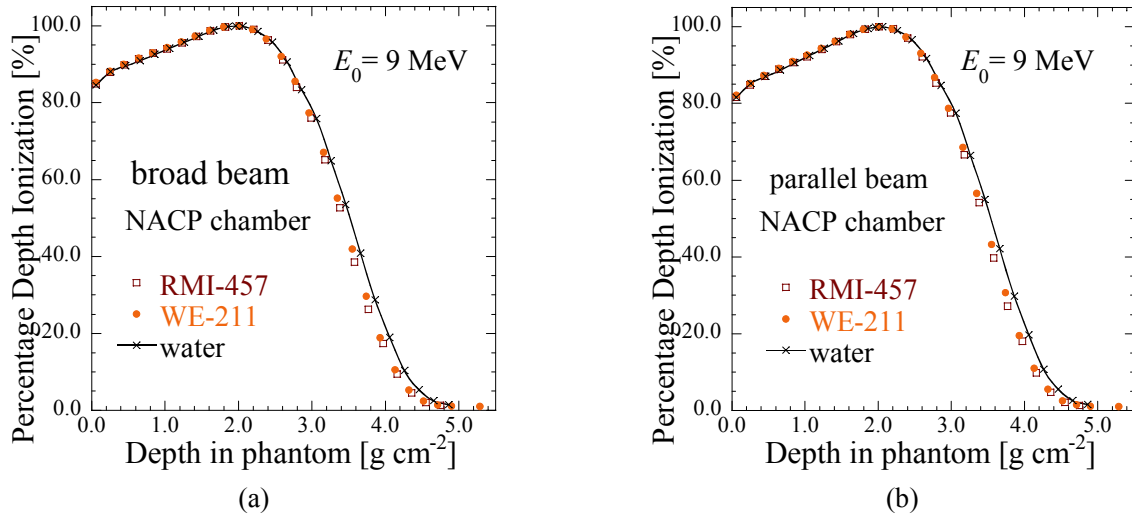 Percentage Depth Ionization [%]
100.0
80.0
60.0
40.0
20.0
0.0
E0 = 9 MeV
broad beam
NACP chamber
RMI-457
WE-211
water
0.0 1.0 2.0 3.0 4.0 5.0
Depth in phantom [g cm-2]
(a)
Percentage Depth Ionization [%]
100.0
80.0
60.0
40.0
20.0
0.0
E0 = 9 MeV
parallel beam
NACP chamber
RMI-457
WE-211
water
0.0 1.0 2.0 3.0 4.0 5.0
Depth in phantom [g cm-2]
(b)